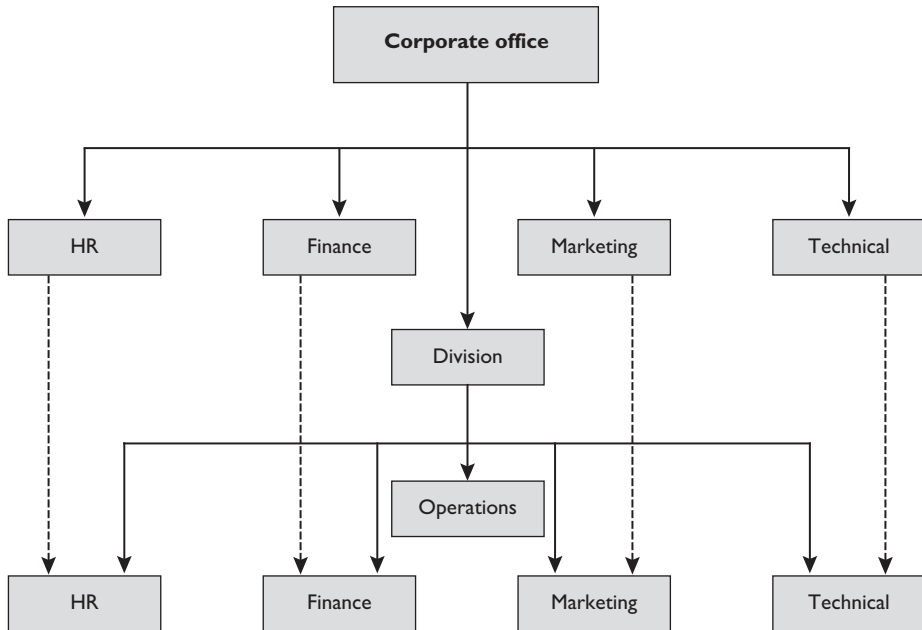 Corporate office
HR
Finance
Marketing
Technical
Division
Operations
HR
Finance
Marketing
Technical